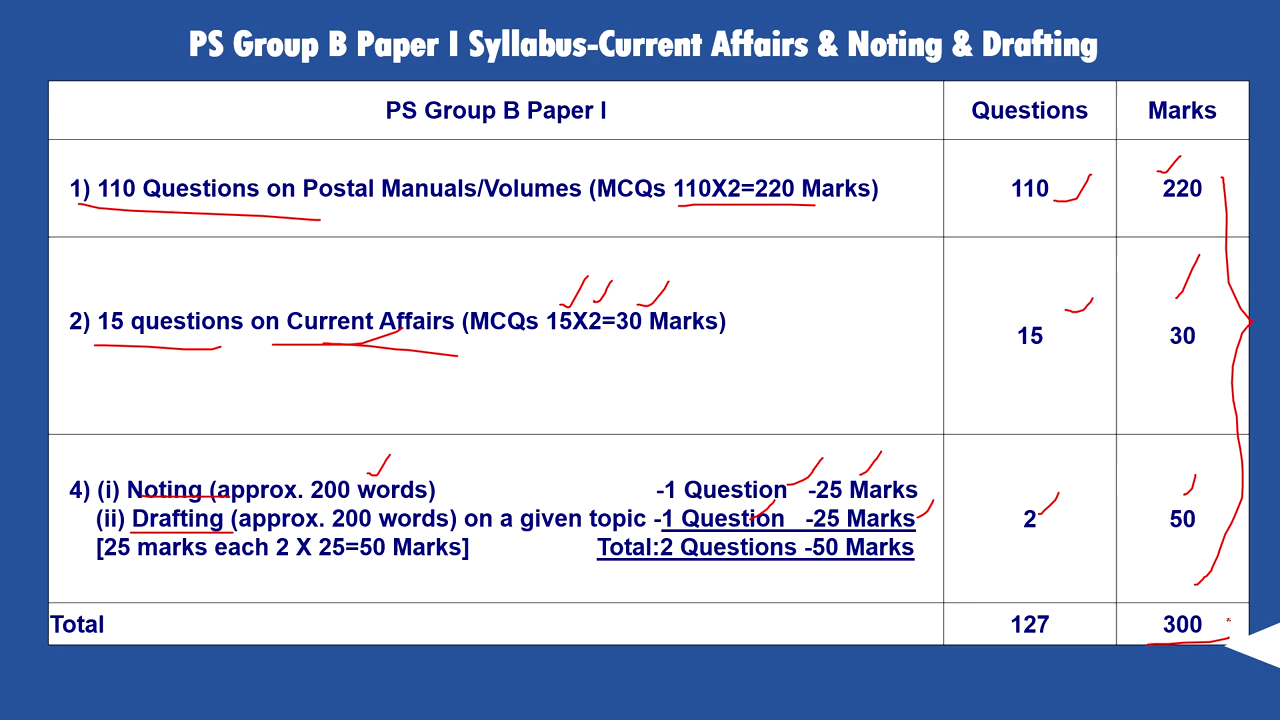 PS Group B Paper I Syllabus-Current Affairs & Noting & Drafting
PS Group B Paper I Questions Marks
1) 110 Questions on Postal Manuals/Volumes (MCQs 110X2=220 Marks) 110 220
2) 15 questions on Current Affairs (MCQs 15X2=30 Marks) 15 30
4) (i) Noting (approx. 200 words) -1 Question -25 Marks
(ii) Drafting (approx. 200 words) on a given topic -1 Question -25 Marks 2 50
[25 marks each 2 X 25=50 Marks] Total:2 Questions -50 Marks
Total 127 300